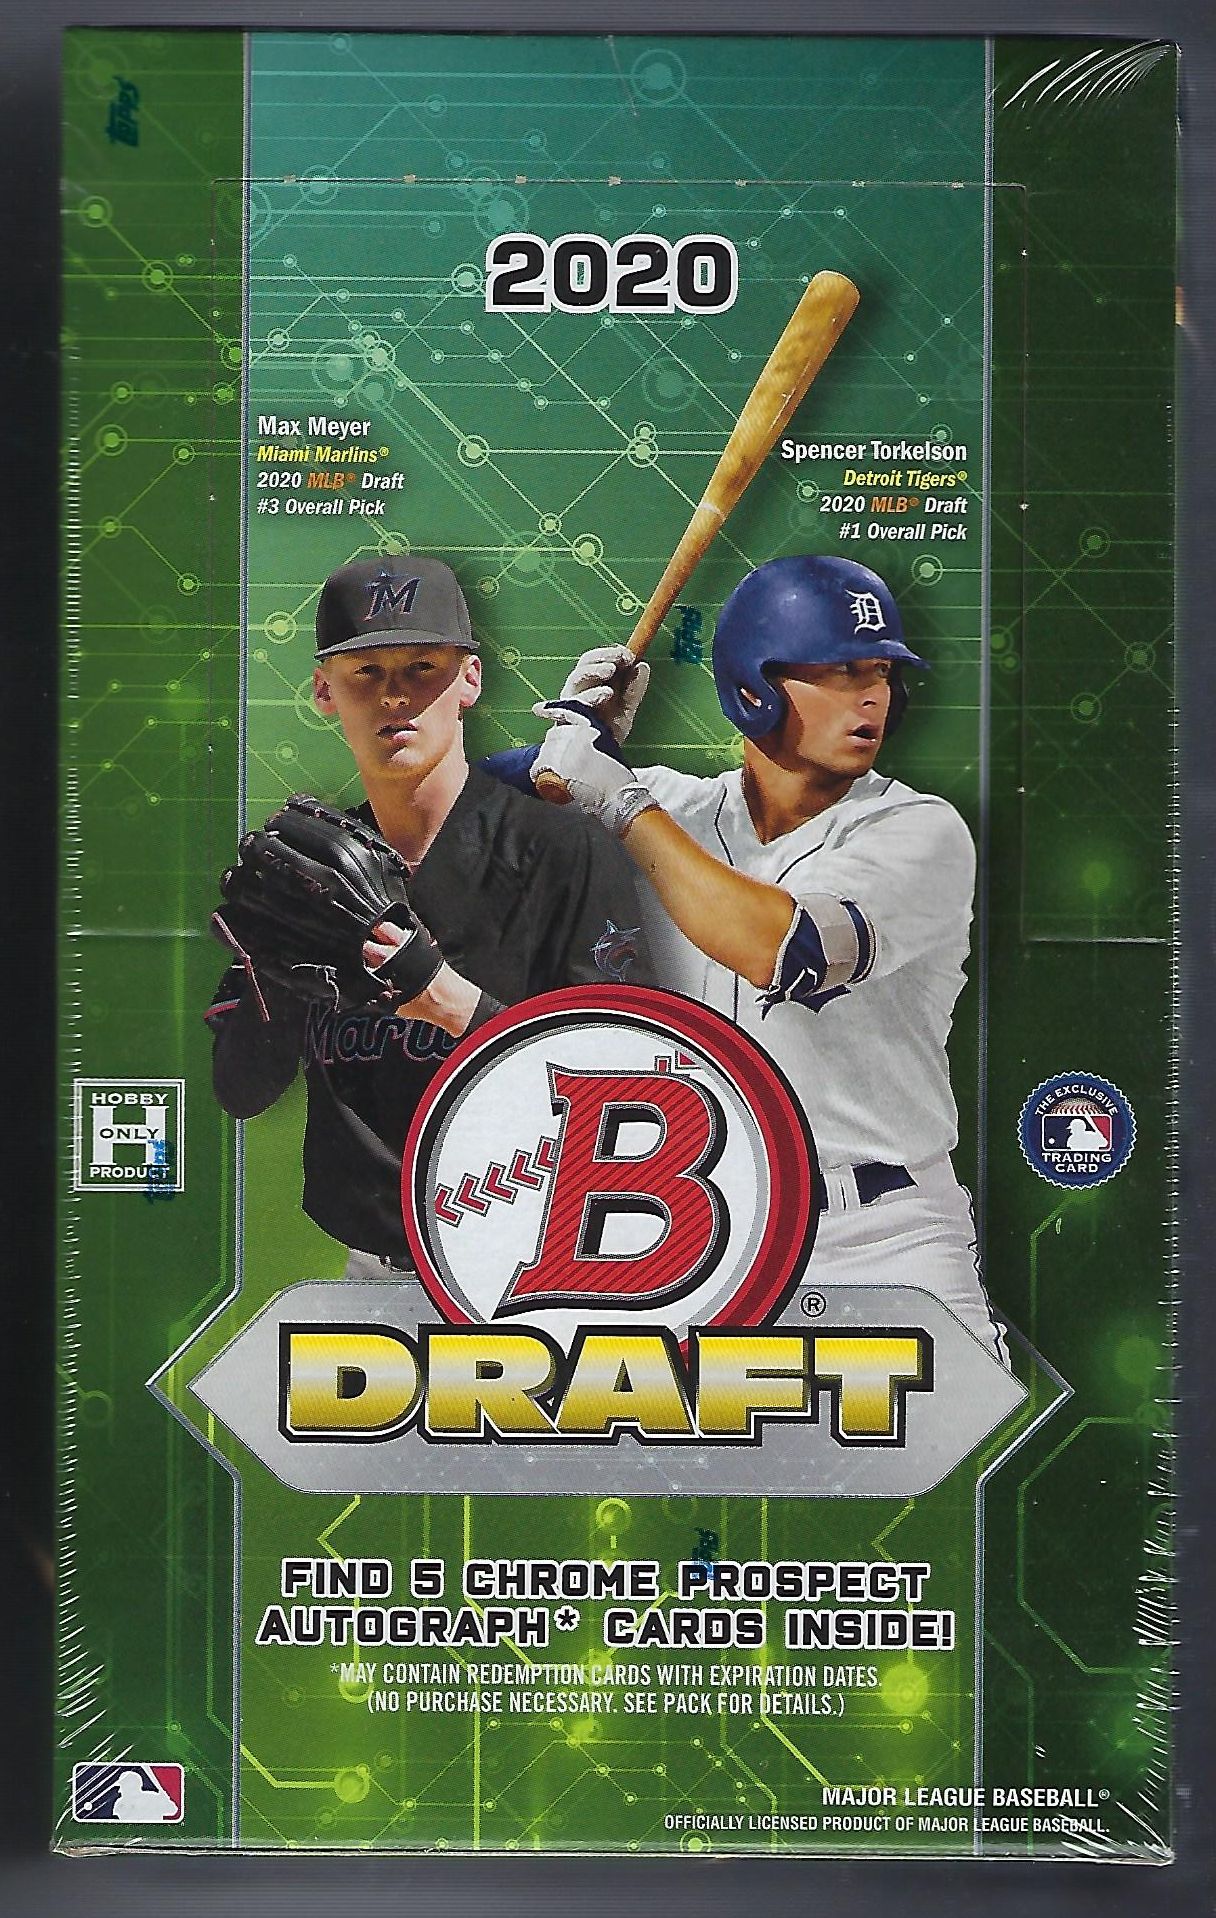 Topps
2020
Max Meyer
Miami Marlins®
2020 MLB® Draft
#3 Overall Pick
Spencer Torkelson
Detroit Tigers®
2020 MLB® Draft
#1 Overall Pick
M
D
Topps
HOBBY
H
ONLY
PRODUCT
THE EXCLUSIVE
TRADING
CARD
B
®
DRAFT
FIND 5 CHROME PROSPECT
AUTOGRAPH* CARDS INSIDE!
*MAY CONTAIN REDEMPTION CARDS WITH EXPIRATION DATES.
(NO PURCHASE NECESSARY. SEE PACK FOR DETAILS.)
MAJOR LEAGUE BASEBALL®
OFFICIALLY LICENSED PRODUCT OF MAJOR LEAGUE BASEBALL.